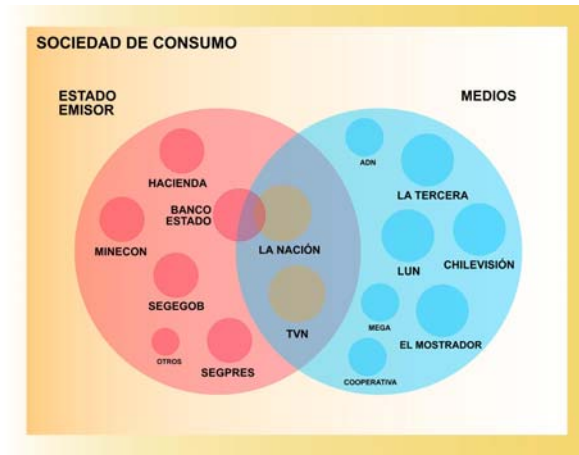 SOCIEDAD DE CONSUMO
ESTADO
EMISOR
MEDIOS
ADN
HACIENDA
LA TERCERA
BANCO
ESTADO
MINECON
LA NACIÓN
LUN
CHILEVISIÓN
SEGEGOB
MEGA
TVN
EL MOSTRADOR
OTROS
SEGPRES
COOPERATIVA